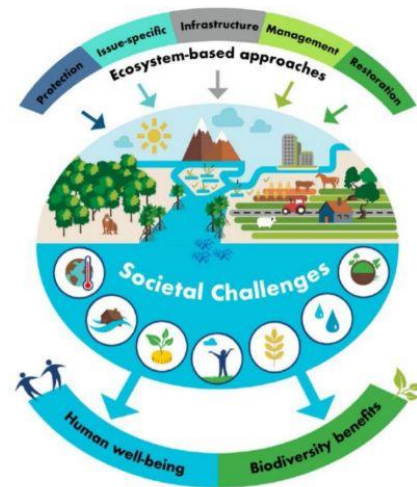 Protection
Issue-specific
Infrastructure
Management
Restoration
Ecosystem-based approaches
Societal Challenges
Human well-being
Biodiversity benefits